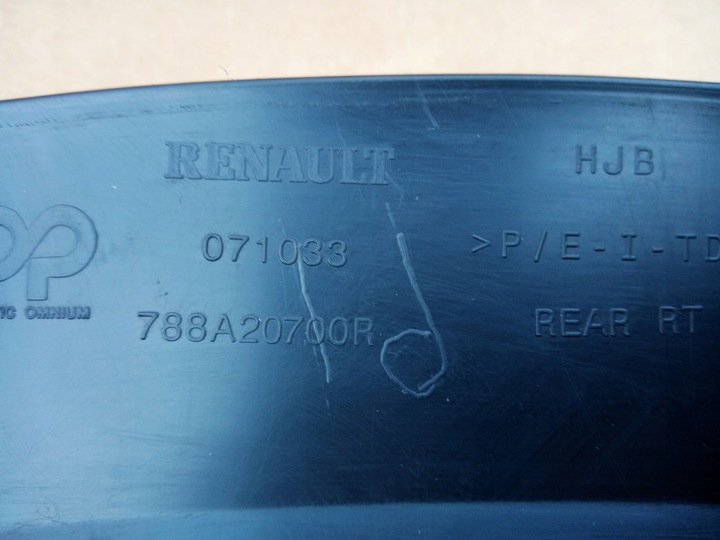 RENAULT HJB
071033 >P/E-I-TD
OMNIUM
788A20700R REAR RT